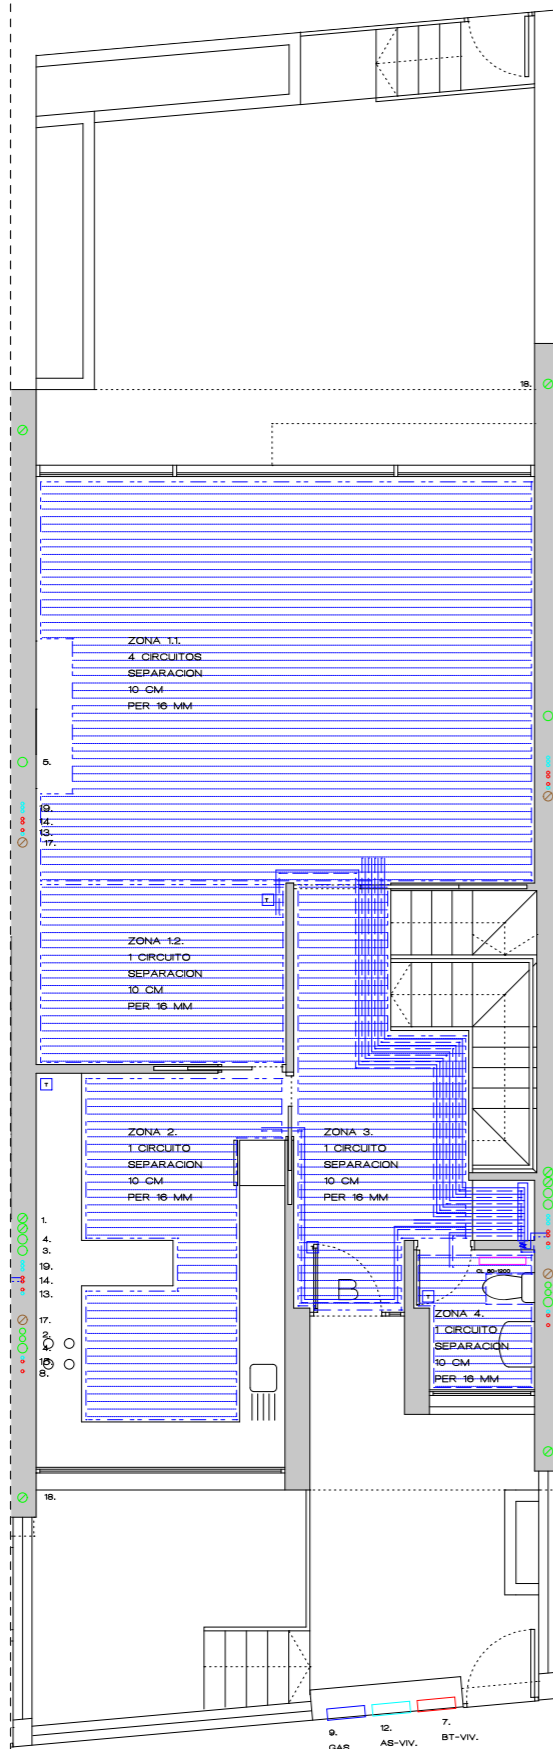 18.
ZONA 1.1.
4 CIRCUITOS
SEPARACION
10 CM
PER 16 MM
5.
19.
14.
13.
17.
T
ZONA 1.2.
1 CIRCUITO
SEPARACION
10 CM
PER 16 MM
T
ZONA 2.
1 CIRCUITO
SEPARACION
10 CM
PER 16 MM
ZONA 3.
1 CIRCUITO
SEPARACION
10 CM
PER 16 MM
1.
4.
3.
19.
14.
13.
T
B
CL 50-1200
T
ZONA 4.
1 CIRCUITO
SEPARACION
10 CM
PER 16 MM
17.
2.
4.
8.
18.
9.
GAS
12.
AS-VIV.
7.
BT-VIV.